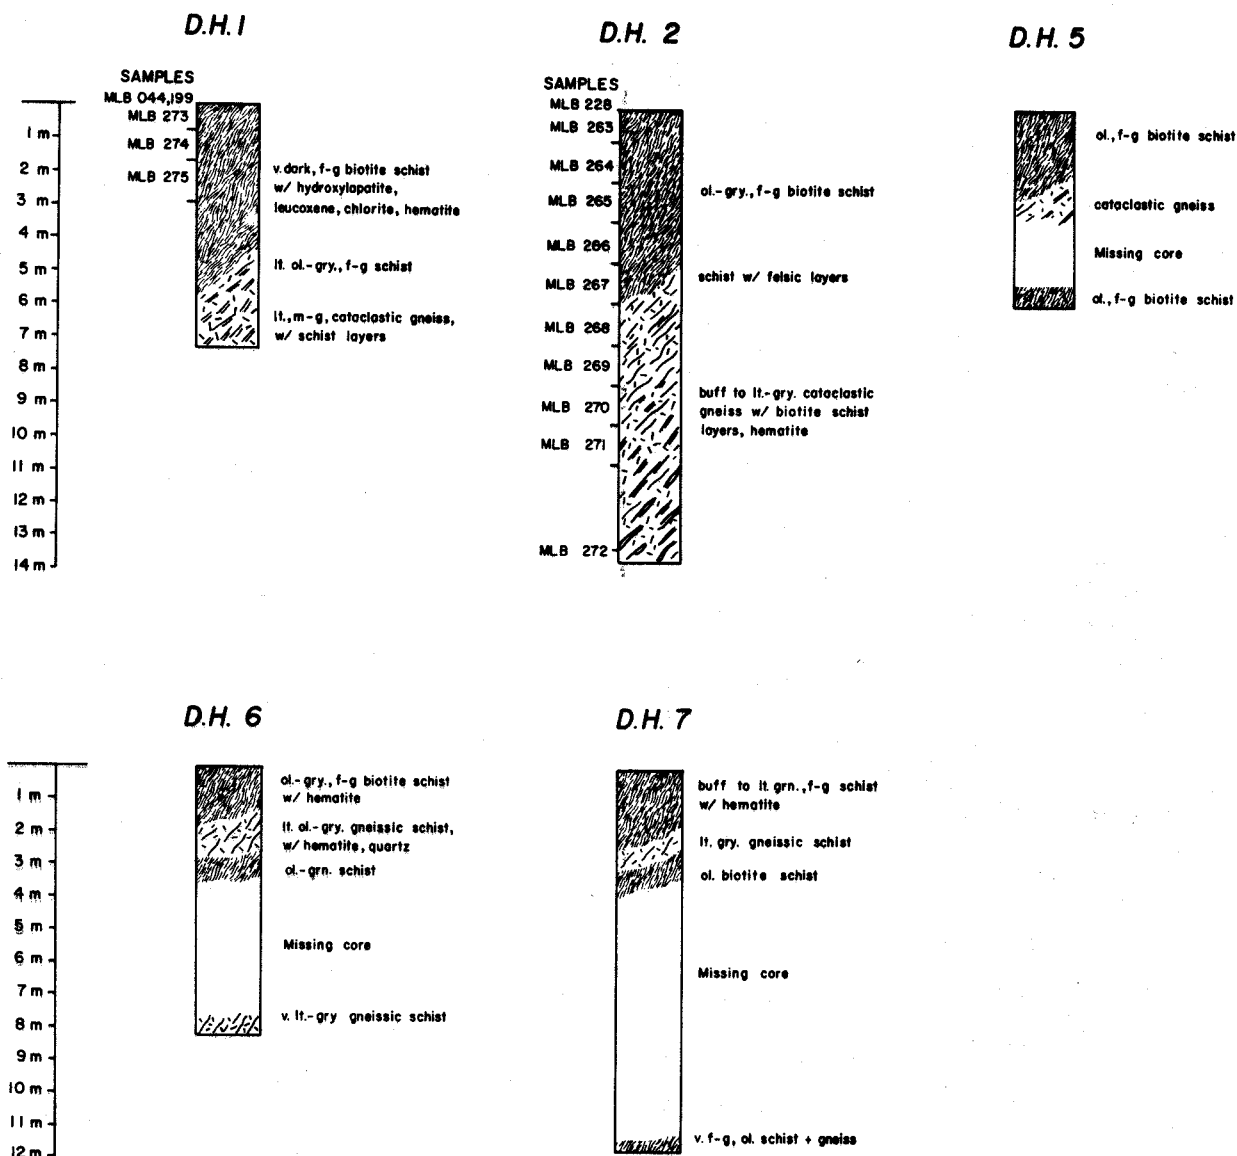 D.H. 1
SAMPLES
MLB 044,199
MLB 273
MLB 274
MLB 275
1 m
2 m
3 m
4 m
5 m
6 m
7 m
8 m
9 m
10 m
11 m
12 m
13 m
14 m
v. dark, f-g biotite schist
w/ hydroxylapatite,
leucoxene, chlorite, hematite
lt. ol-gry., f-g schist
lt., m-g, cataclastic gneiss,
w/ schist layers
D.H. 2
SAMPLES
MLB 228
MLB 263
MLB 264
MLB 265
MLB 266
MLB 267
MLB 268
MLB 269
MLB 270
MLB 271
MLB 272
ol.-gry., f-g biotite schist
schist w/ felsic layers
buff to lt.-gry. cataclastic
gneiss w/ biotite schist
layers, hematite
D.H. 5
ol., f-g biotite schist
cataclastic gneiss
Missing core
ol., f-g biotite schist
D.H. 6
1 m
2 m
3 m
4 m
5 m
6 m
7 m
8 m
9 m
10 m
11 m
12 m
ol.-gry., f-g biotite schist
w/ hematite
lt. ol.-gry. gneissic schist,
w/ hematite, quartz
ol.-grn. schist
Missing core
v. lt.-gry gneissic schist
D.H. 7
buff to lt. grn., f-g schist
w/ hematite
lt. gry. gneissic schist
ol. biotite schist
Missing core
v. f-g, ol. schist + gneiss